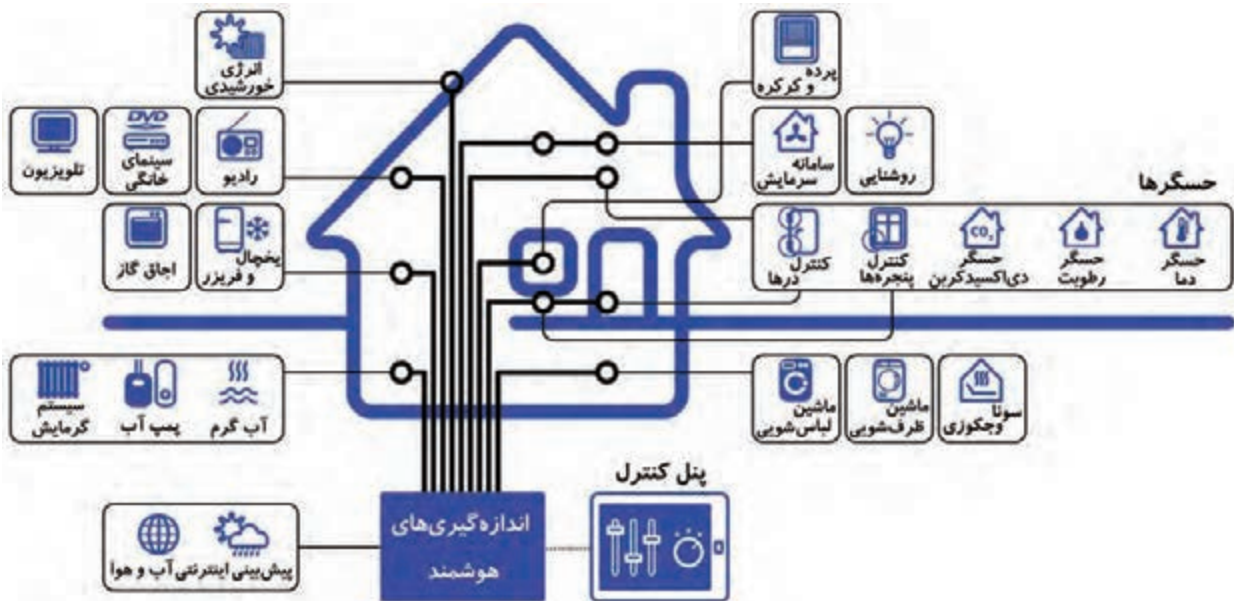 انرژی
خورشیدی
پرده
و کرکره
تلویزیون
DVD
سینمای
خانگی
رادیو
سامانه
سرمایش
روشنایی
حسگرها
اجاق گاز
یخچال
و فریزر
کنترل
درها
کنترل
پنجره‌ها
CO₂
حسگر
دی‌اکسیدکربن
حسگر
رطوبت
حسگر
دما
سیستم
گرمایش
پمپ آب
آب گرم
ماشین
لباس‌شویی
ماشین
ظرف‌شویی
سونا
وجکوزی
پنل کنترل
اندازه‌گیری‌های
هوشمند
پیش‌بینی اینترنتی آب و هوا